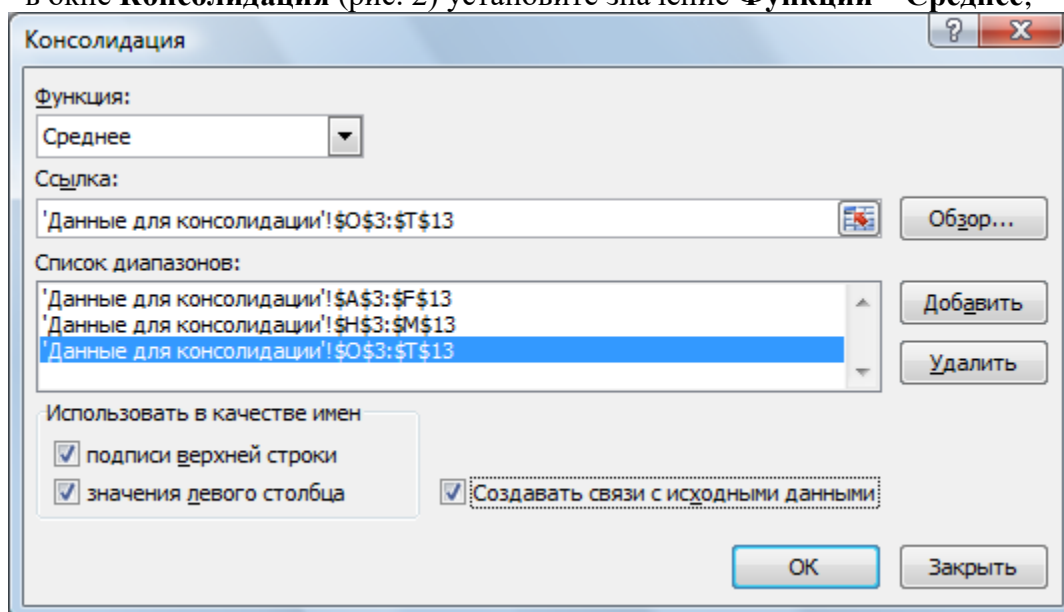 в окне Консолидация (рис. 2) установите значение Функции – Среднее,
Консолидация
Функция:
Среднее
Ссылка:
'Данные для консолидации'!$O$3:$T$13
Обзор...
Список диапазонов:
'Данные для консолидации'!$A$3:$F$13
'Данные для консолидации'!$H$3:$M$13
'Данные для консолидации'!$O$3:$T$13
Добавить
Удалить
Использовать в качестве имен
подписи верхней строки
значения левого столбца
Создавать связи с исходными данными
ОК
Закрыть